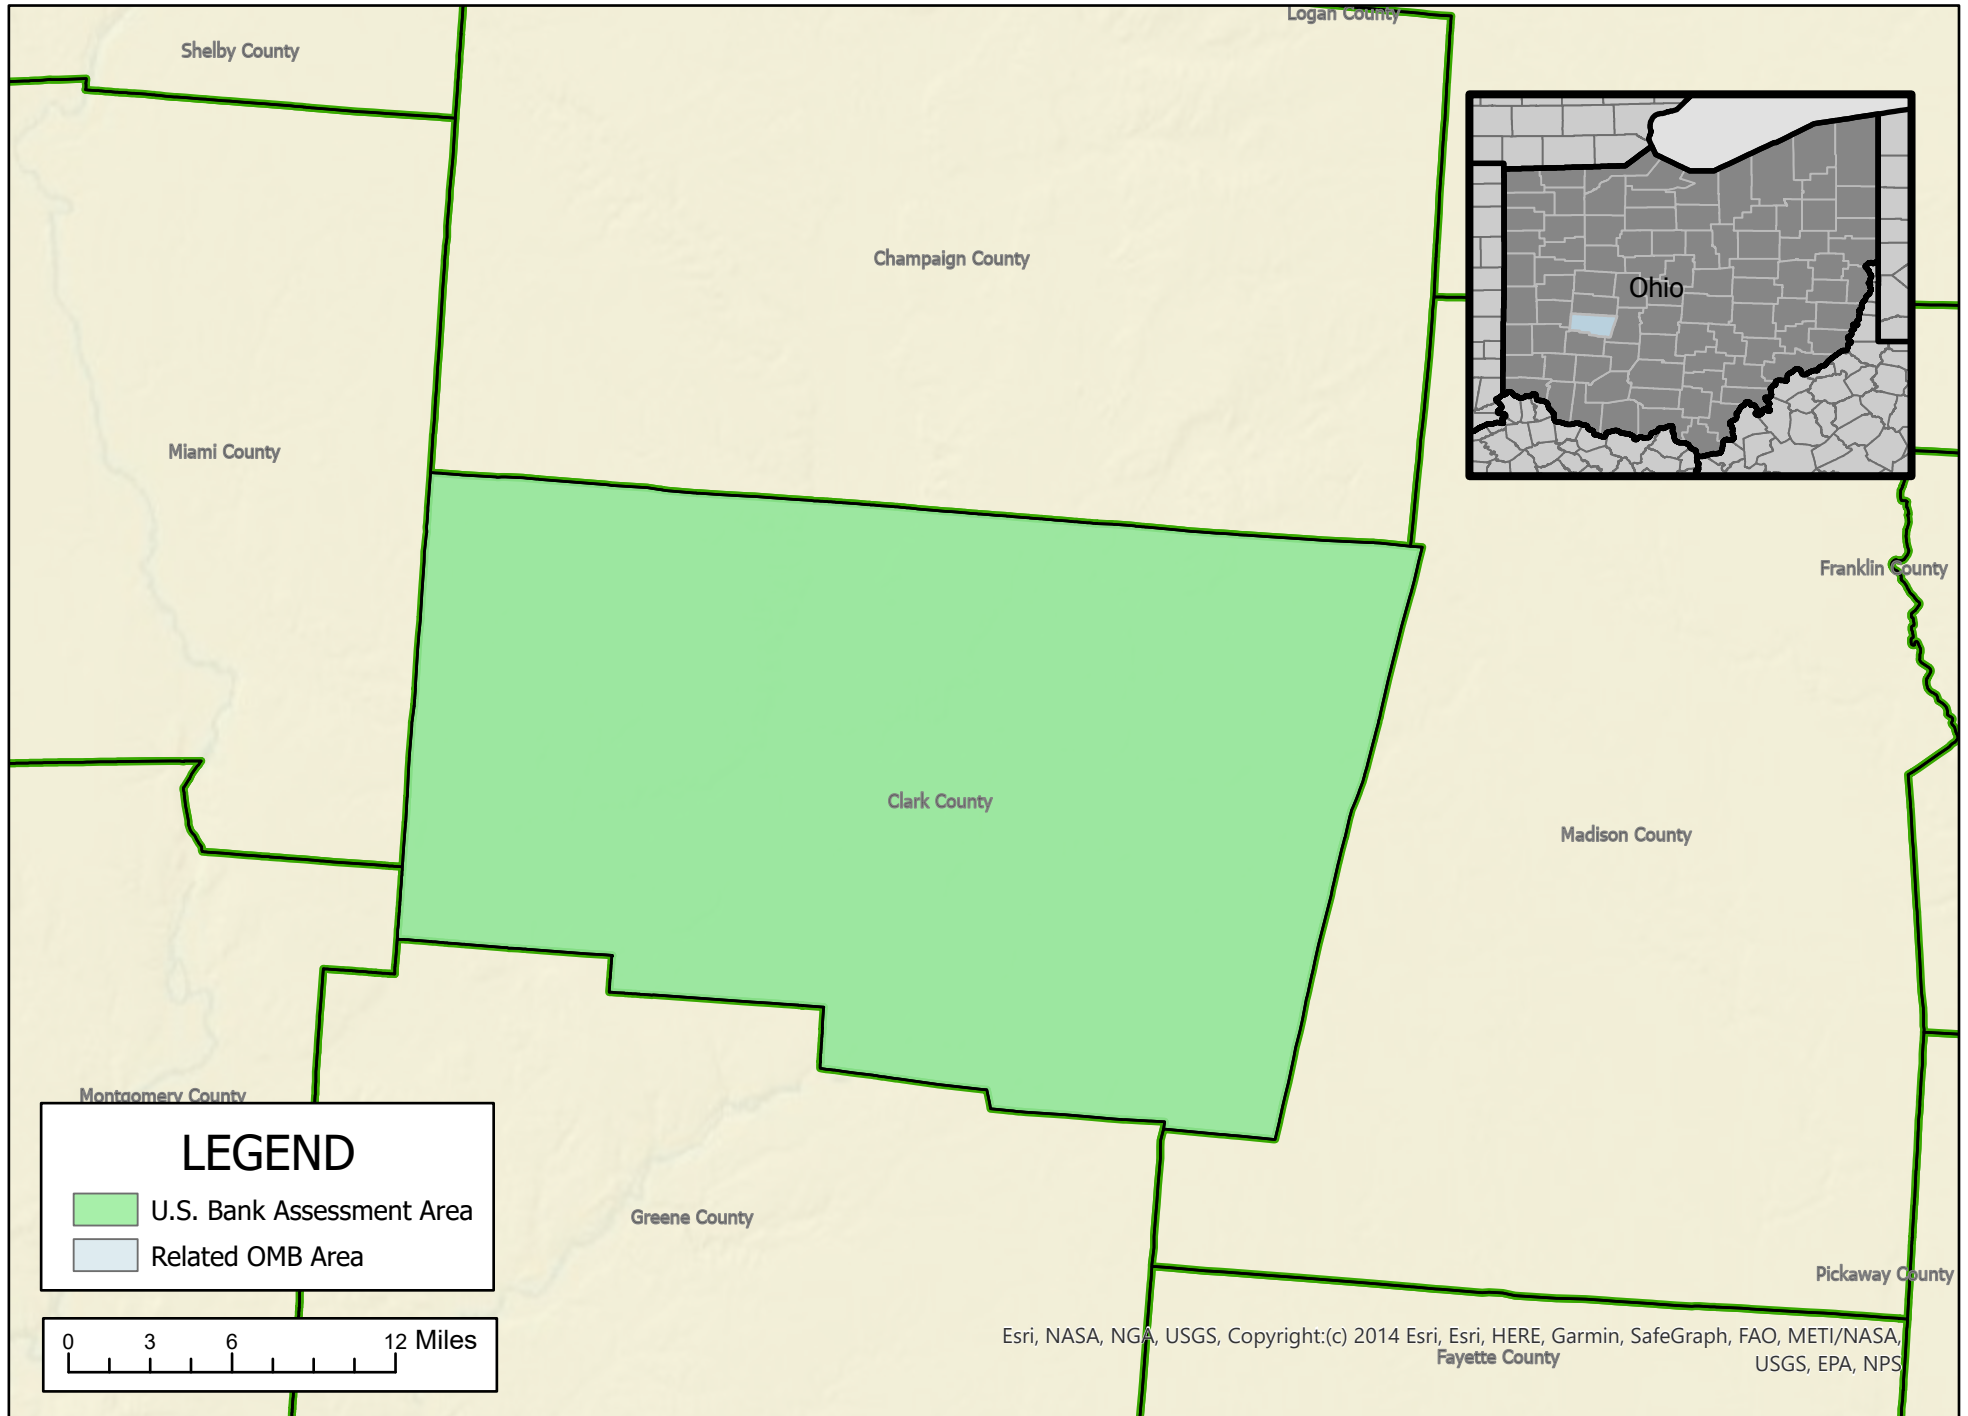 Logan County
Shelby County
Champaign County
Ohio
Miami County
Franklin County
Clark County
Madison County
Montgomery County
LEGEND
U.S. Bank Assessment Area
Related OMB Area
Greene County
Pickaway County
0 3 6 12 Miles
Esri, NASA, NGA, USGS, Copyright:(c) 2014 Esri, Esri, HERE, Garmin, SafeGraph, FAO, METI/NASA,
USGS, EPA, NPS
Fayette County